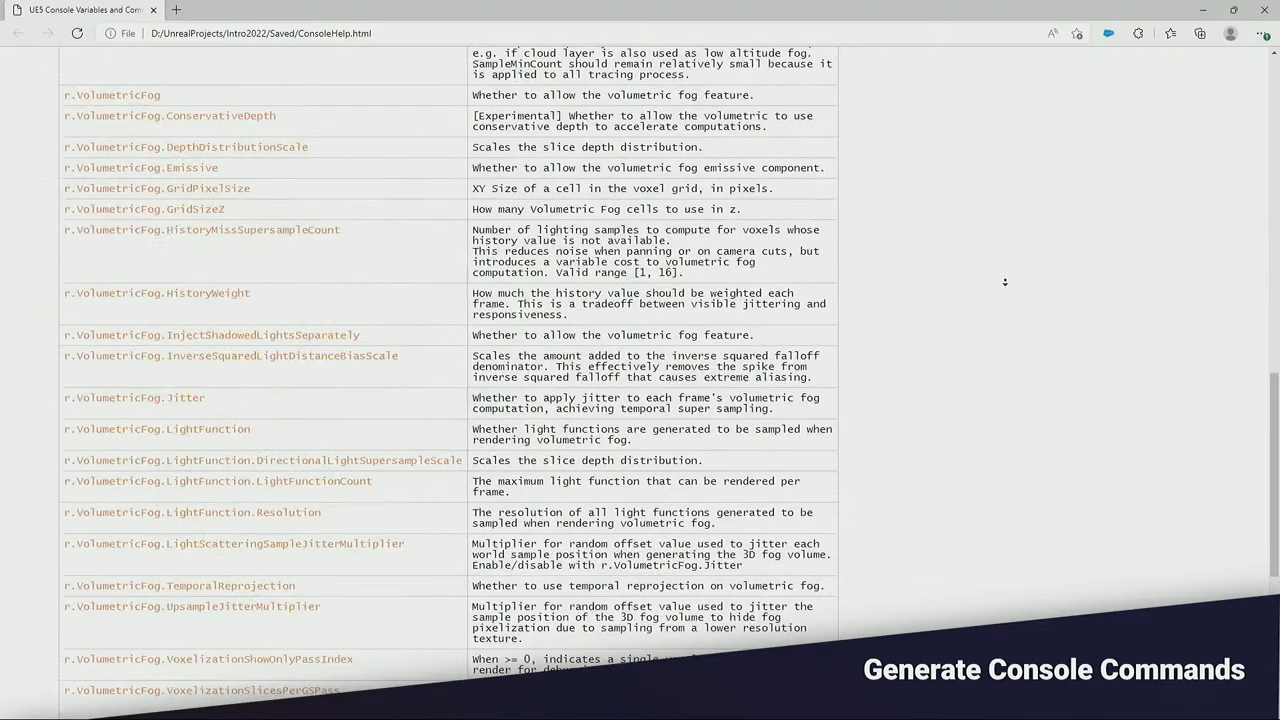 UE5 Console Variables and Com
File
D:/UnrealProjects/Intro2022/Saved/ConsoleHelp.html
e.g. if cloud layer is also used as low altitude fog.
SampleMinCount should remain relatively small because it
is applied to all tracing process.
r.VolumetricFog
Whether to allow the volumetric fog feature.
r.VolumetricFog.ConservativeDepth
[Experimental] Whether to allow the volumetric to use
conservative depth to accelerate computations.
r.VolumetricFog.DepthDistributionScale
Scales the slice depth distribution.
r.VolumetricFog.Emissive
Whether to allow the volumetric fog emissive component.
r.VolumetricFog.GridPixelSize
XY Size of a cell in the voxel grid, in pixels.
r.VolumetricFog.GridSizeZ
How many Volumetric Fog cells to use in z.
r.VolumetricFog.HistoryMissSupersampleCount
Number of lighting samples to compute for voxels whose
history value is not available.
This reduces noise when panning or on camera cuts, but
introduces a variable cost to volumetric fog
computation. Valid range [1, 16].
r.VolumetricFog.HistoryWeight
How much the history value should be weighted each
frame. This is a tradeoff between visible jittering and
responsiveness.
r.VolumetricFog.InjectShadowedLightsSeparately
Whether to allow the volumetric fog feature.
r.VolumetricFog.InverseSquaredLightDistanceBiasScale
Scales the amount added to the inverse squared falloff
denominator. This effectively removes the spike from
inverse squared falloff that causes extreme aliasing.
r.VolumetricFog.Jitter
Whether to apply jitter to each frame's volumetric fog
computation, achieving temporal super sampling.
r.VolumetricFog.LightFunction
Whether light functions are generated to be sampled when
rendering volumetric fog.
r.VolumetricFog.LightFunction.DirectionalLightSupersampleScale
Scales the slice depth distribution.
r.VolumetricFog.LightFunction.LightFunctionCount
The maximum light function that can be rendered per
frame.
r.VolumetricFog.LightFunction.Resolution
The resolution of all light functions generated to be
sampled when rendering volumetric fog.
r.VolumetricFog.LightScatteringSampleJitterMultiplier
Multiplier for random offset value used to jitter each
world sample position when generating the 3D fog volume.
Enable/disable with r.VolumetricFog.Jitter
r.VolumetricFog.TemporalReprojection
Whether to use temporal reprojection on volumetric fog.
r.VolumetricFog.UpsampleJitterMultiplier
Multiplier for random offset value used to jitter the
sample position of the 3D fog volume to hide fog
pixelization due to sampling from a lower resolution
texture.
r.VolumetricFog.VoxelizationShowOnlyPassIndex
When >= 0, indicates a single
render for
r.VolumetricFog.VoxelizationSlicesPerGSPass
Generate Console Commands